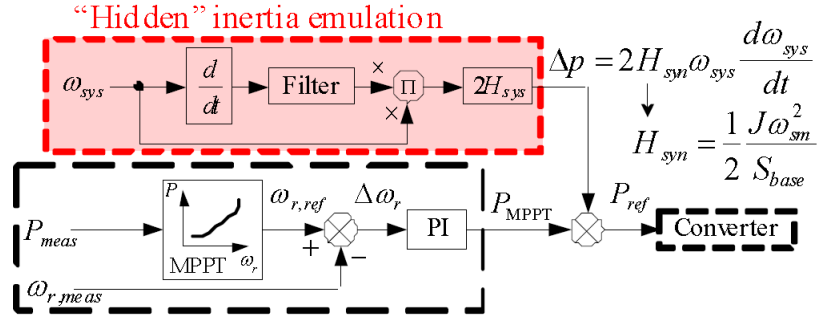 “Hidden” inertia emulation
ω_sys
d/dt
Filter
×
×
Π
2H_sys
Δp = 2H_syn ω_sys dω_sys/dt
H_syn = 1/2 Jω_sm^2/S_base
P_meas
P
ω_r
MPPT
ω_r,ref
+
−
Δω_r
PI
P_MPPT
P_ref
Converter
ω_r,meas